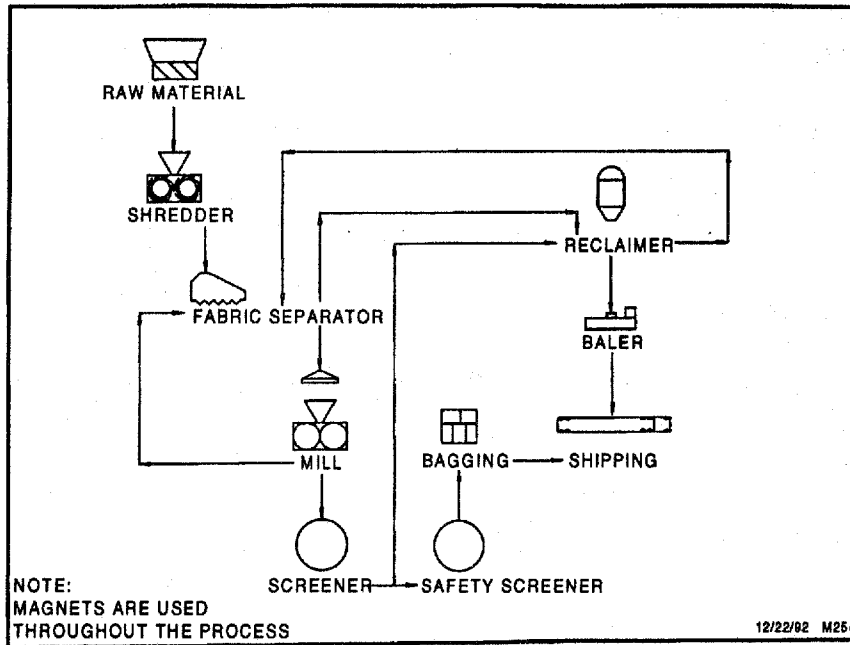 RAW MATERIAL
SHREDDER
RECLAIMER
FABRIC SEPARATOR
BALER
MILL
BAGGING
SHIPPING
SCREENER
SAFETY SCREENER
NOTE:
MAGNETS ARE USED
THROUGHOUT THE PROCESS
12/22/92